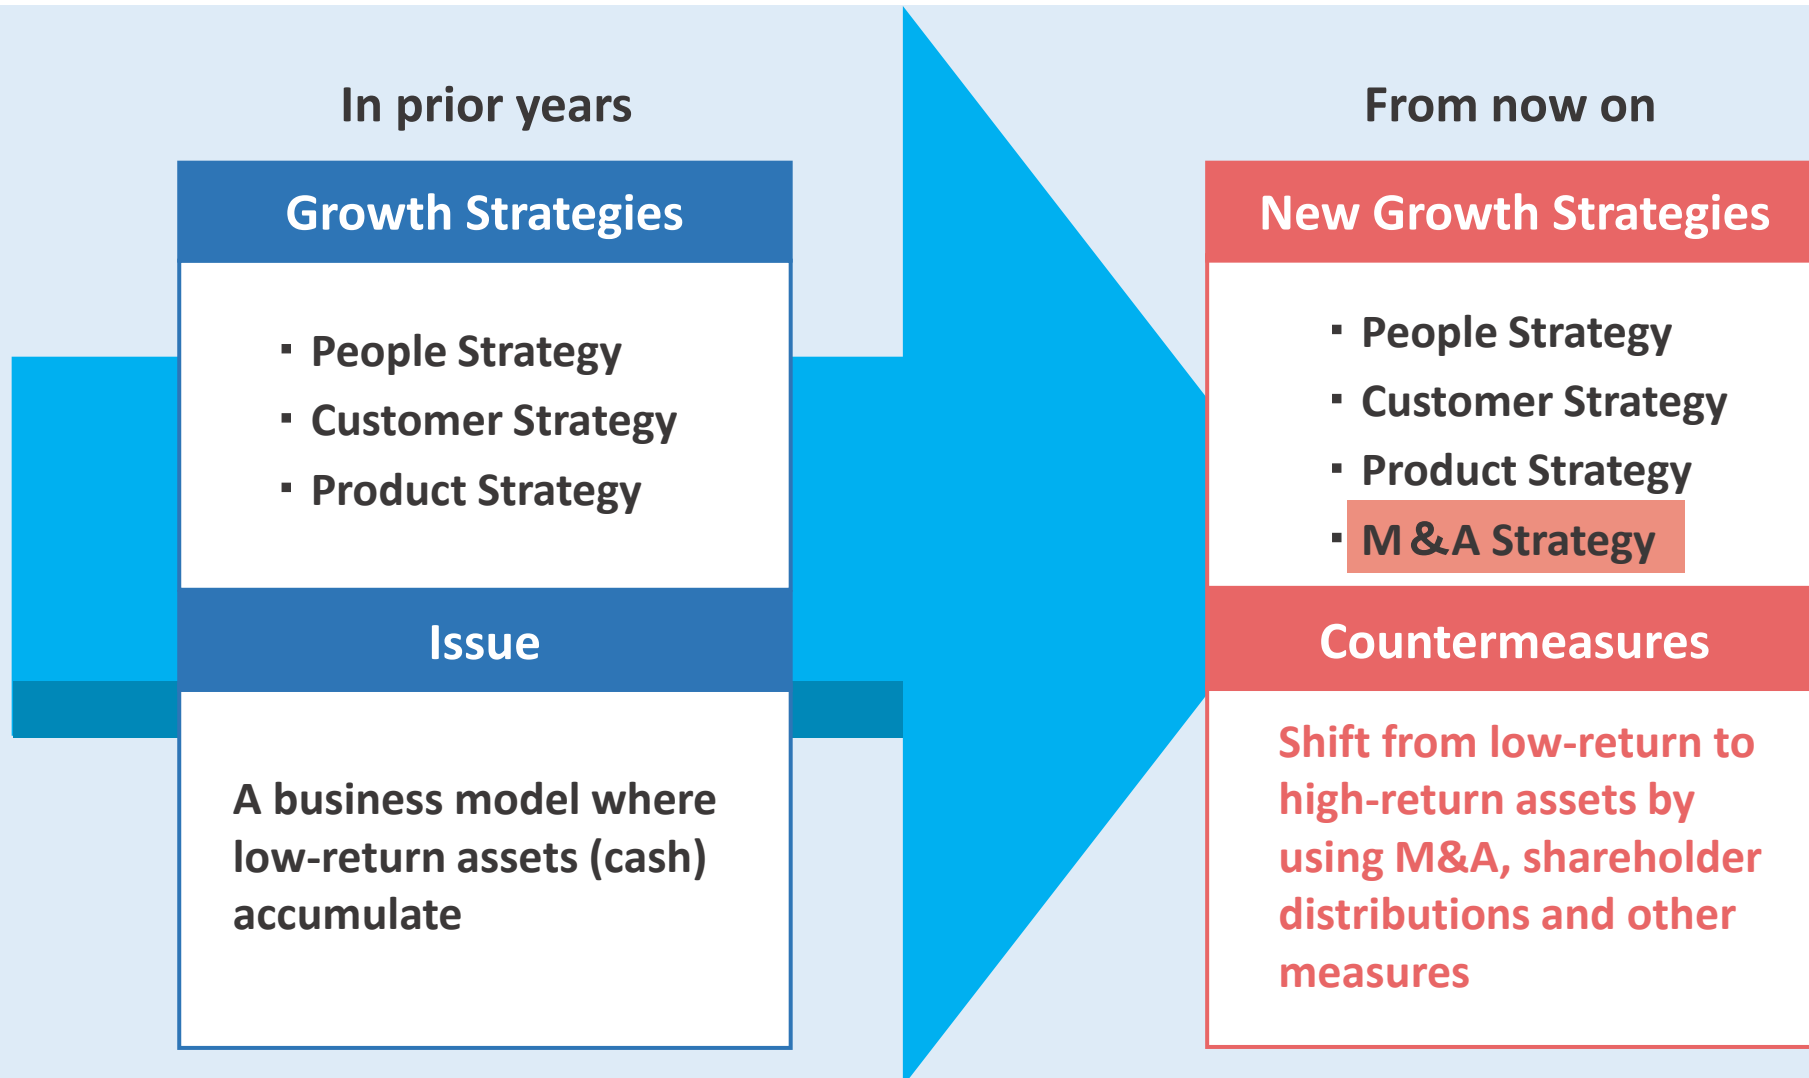 In prior years
Growth Strategies
▪ People Strategy
▪ Customer Strategy
▪ Product Strategy
Issue
A business model where
low-return assets (cash)
accumulate
From now on
New Growth Strategies
▪ People Strategy
▪ Customer Strategy
▪ Product Strategy
▪ M&A Strategy
Countermeasures
Shift from low-return to
high-return assets by
using M&A, shareholder
distributions and other
measures